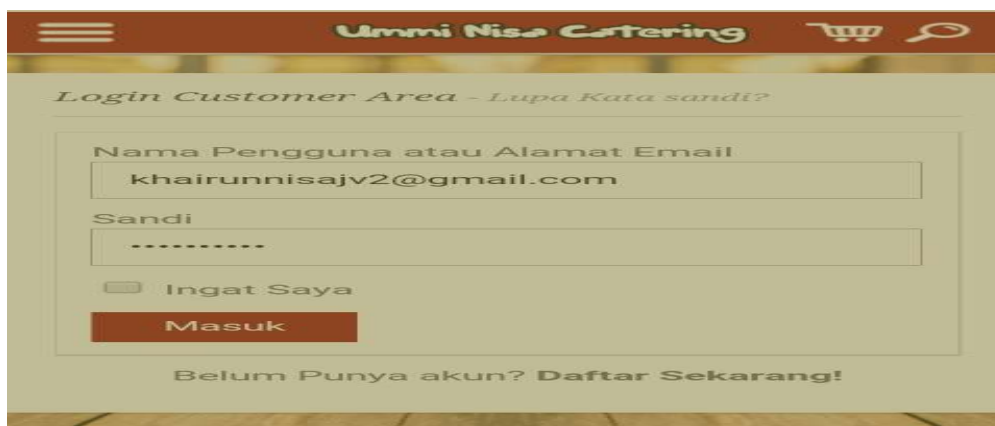 Ummi Nisa Catering
Login Customer Area - Lupa Kata sandi?
Nama Pengguna atau Alamat Email
khairunnisajv2@gmail.com
Sandi
••••••••••
Ingat Saya
Masuk
Belum Punya akun? Daftar Sekarang!